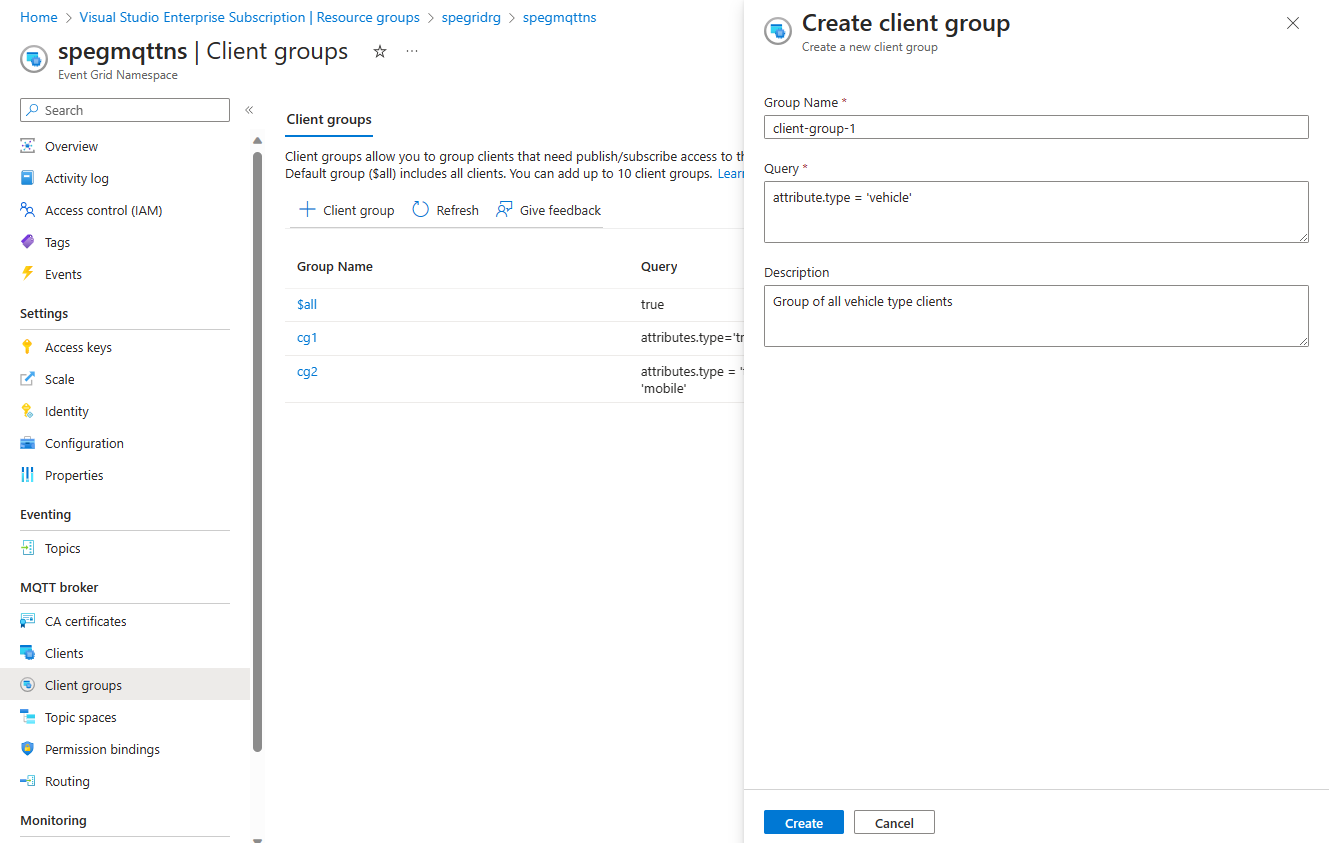 Home > Visual Studio Enterprise Subscription | Resource groups > spegridrg > spegmqttns
spegmqttns | Client groups
Event Grid Namespace
Search
Overview
Activity log
Access control (IAM)
Tags
Events
Settings
Access keys
Scale
Identity
Configuration
Properties
Eventing
Topics
MQTT broker
CA certificates
Clients
Client groups
Topic spaces
Permission bindings
Routing
Monitoring
Client groups
Client groups allow you to group clients that need publish/subscribe access to
Default group ($all) includes all clients. You can add up to 10 client groups.
Client group Refresh Give feedback
Group Name Query
$all true
cg1 attributes.type='
cg2 attributes.type = '
'mobile'
Create client group
Create a new client group
Group Name *
client-group-1
Query *
attribute.type = 'vehicle'
Description
Group of all vehicle type clients
Create Cancel